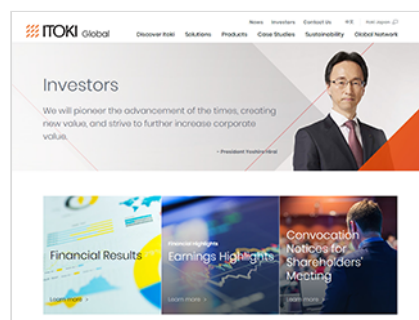 ITOKI Global
News Investors Contact Us
Discover Itoki Solutions Products Case Studies Sustainability Global Network
Investors
We will pioneer the advancement of the times, creating
new value, and strive to further increase corporate
value.
Financial Results
Learn more >
Financial Highlights
Earnings Highlights
Learn more >
Convocation
Notices for
Shareholders'
Meeting
Learn more >